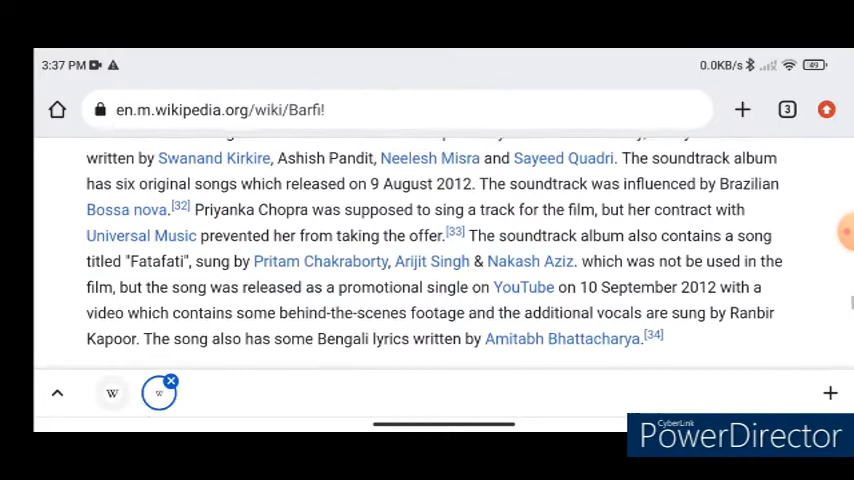 3:37 PM
0.0KB/s
49
en.m.wikipedia.org/wiki/Barfi!
3
written by Swanand Kirkire, Ashish Pandit, Neelesh Misra and Sayeed Quadri. The soundtrack album
has six original songs which released on 9 August 2012. The soundtrack was influenced by Brazilian
Bossa nova.[32] Priyanka Chopra was supposed to sing a track for the film, but her contract with
Universal Music prevented her from taking the offer.[33] The soundtrack album also contains a song
titled "Fatafati", sung by Pritam Chakraborty, Arijit Singh & Nakash Aziz. which was not be used in the
film, but the song was released as a promotional single on YouTube on 10 September 2012 with a
video which contains some behind-the-scenes footage and the additional vocals are sung by Ranbir
Kapoor. The song also has some Bengali lyrics written by Amitabh Bhattacharya.[34]
W
W
CyberLink
PowerDirector